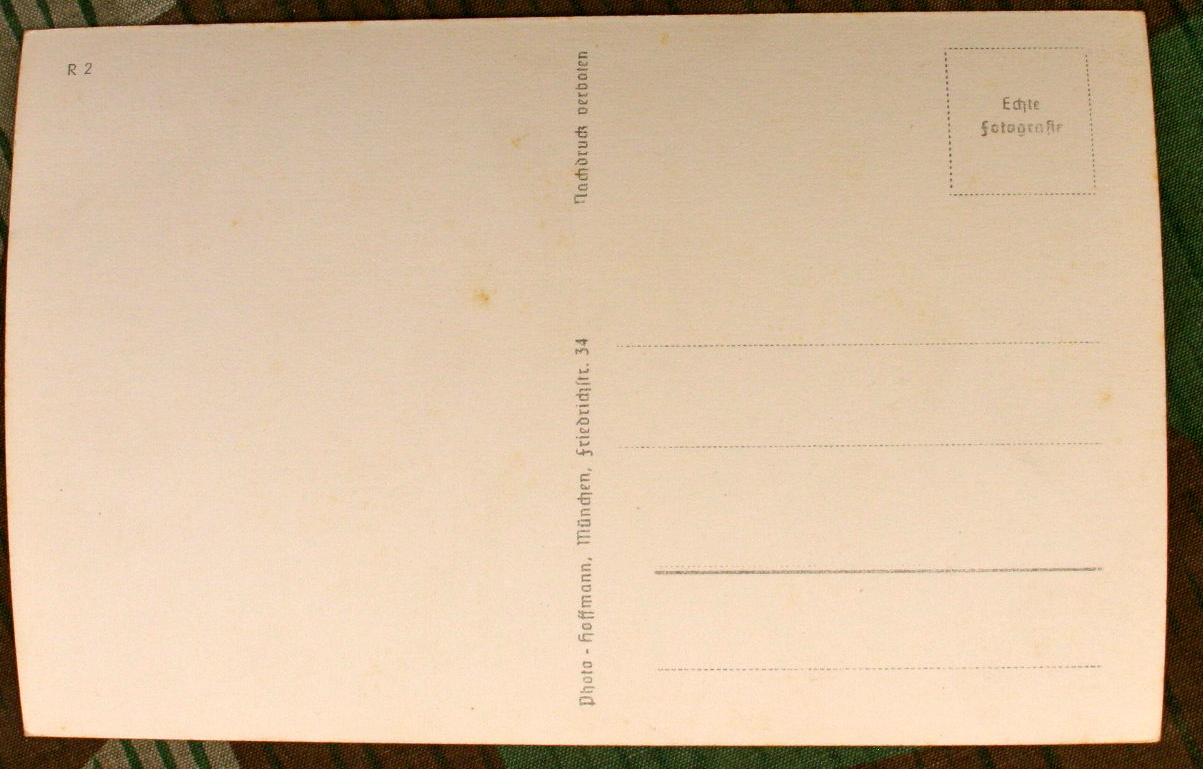 R 2
Nachdruck verboten
Photo - Hoffmann, München, Friedrichstr. 34
Echte
Fotografie